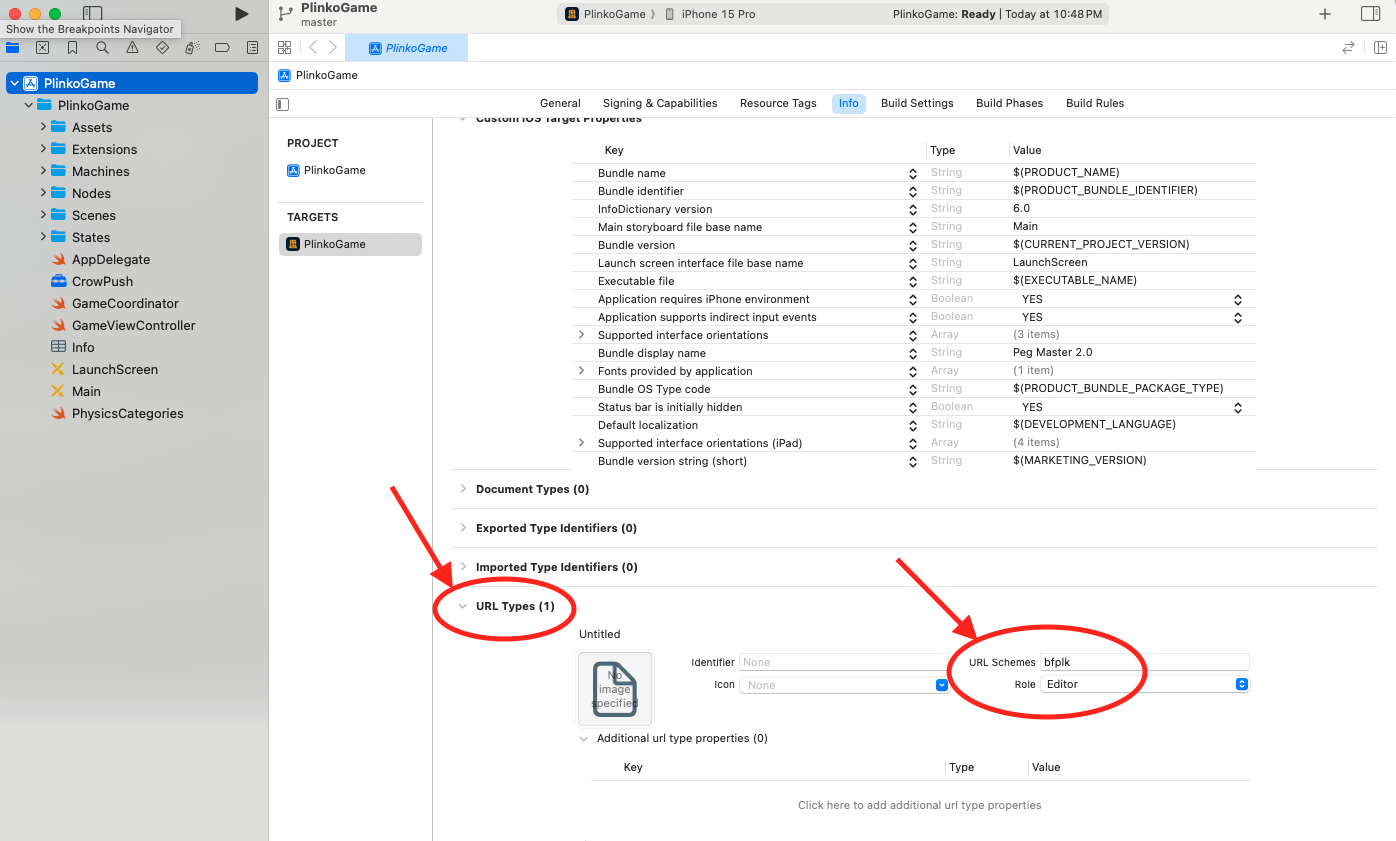 PlinkoGame
master
PlinkoGame
iPhone 15 Pro
PlinkoGame: Ready | Today at 10:48 PM
Show the Breakpoints Navigator
PlinkoGame
PlinkoGame
PlinkoGame
Assets
Extensions
Machines
Nodes
Scenes
States
AppDelegate
CrowPush
GameCoordinator
GameViewController
Info
LaunchScreen
Main
PhysicsCategories
PlinkoGame
General Signing & Capabilities Resource Tags Info Build Settings Build Phases Build Rules
PROJECT
PlinkoGame
TARGETS
PlinkoGame
Custom iOS Target Properties
Key Type Value
Bundle name String $(PRODUCT_NAME)
Bundle identifier String $(PRODUCT_BUNDLE_IDENTIFIER)
InfoDictionary version String 6.0
Main storyboard file base name String Main
Bundle version String $(CURRENT_PROJECT_VERSION)
Launch screen interface file base name String LaunchScreen
Executable file String $(EXECUTABLE_NAME)
Application requires iPhone environment Boolean YES
Application supports indirect input events Boolean YES
Supported interface orientations Array (3 items)
Bundle display name String Peg Master 2.0
Fonts provided by application Array (1 item)
Bundle OS Type code String $(PRODUCT_BUNDLE_PACKAGE_TYPE)
Status bar is initially hidden Boolean YES
Default localization String $(DEVELOPMENT_LANGUAGE)
Supported interface orientations (iPad) Array (4 items)
Bundle version string (short) String $(MARKETING_VERSION)
Document Types (0)
Exported Type Identifiers (0)
Imported Type Identifiers (0)
URL Types (1)
Untitled
No image specified
Identifier None URL Schemes bfplk
Icon None Role Editor
Additional url type properties (0)
Key Type Value
Click here to add additional url type properties